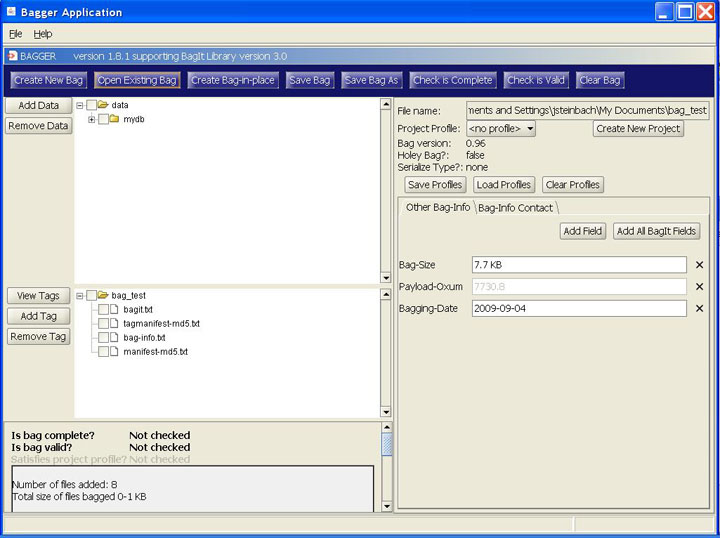 Bagger Application
File Help
BAGGER version 1.8.1 supporting BagIt Library version 3.0
Create New Bag Open Existing Bag Create Bag-in-place Save Bag Save Bag As Check is Complete Check is Valid Clear Bag
Add Data
Remove Data
data
mydb
View Tags
Add Tag
Remove Tag
bag_test
bagit.txt
tagmanifest-md5.txt
bag-info.txt
manifest-md5.txt
Is bag complete? Not checked
Is bag valid? Not checked
Satisfies project profile? Not checked
Number of files added: 8
Total size of files bagged 0-1 KB
File name: ments and Settings\jsteinbach\My Documents\bag_test
Project Profile: <no profile> Create New Project
Bag version: 0.96
Holey Bag?: false
Serialize Type?: none
Save Profiles Load Profiles Clear Profiles
Other Bag-Info Bag-Info Contact
Add Field Add All BagIt Fields
Bag-Size 7.7 KB
Payload-Oxum 7730.8
Bagging-Date 2009-09-04